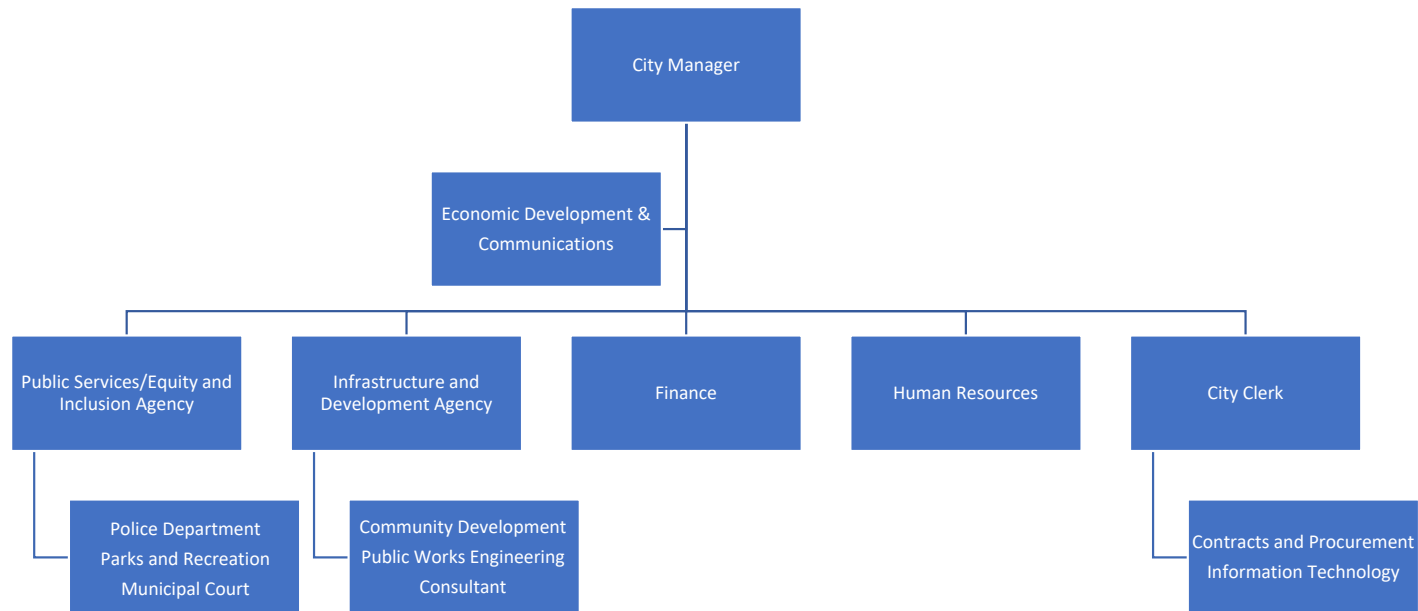 City Manager
Economic Development &
Communications
Public Services/Equity and
Inclusion Agency
Infrastructure and
Development Agency
Finance
Human Resources
City Clerk
Police Department
Parks and Recreation
Municipal Court
Community Development
Public Works Engineering
Consultant
Contracts and Procurement
Information Technology